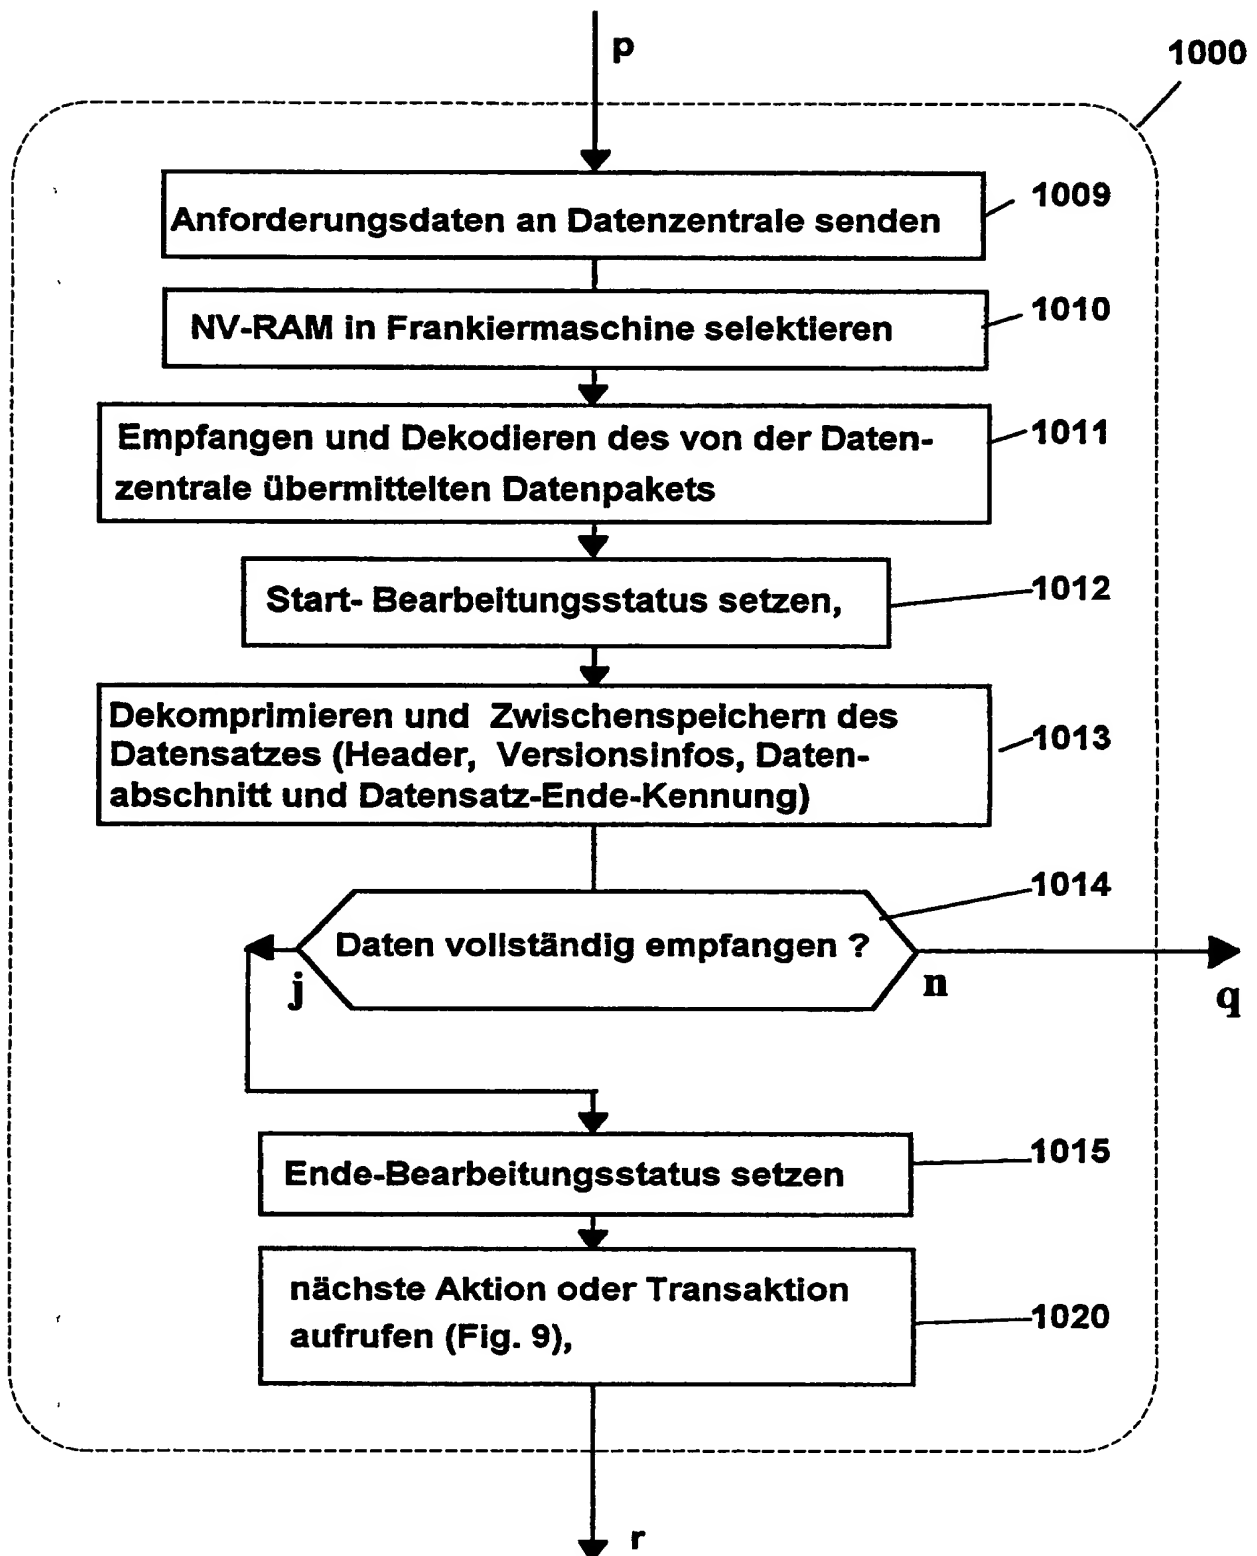 p
1000
Anforderungsdaten an Datenzentrale senden
1009
NV-RAM in Frankiermaschine selektieren
1010
Empfangen und Dekodieren des von der Daten-
zentrale übermittelten Datenpakets
1011
Start- Bearbeitungsstatus setzen,
1012
Dekomprimieren und Zwischenspeichern des
Datensatzes (Header, Versionsinfos, Daten-
abschnitt und Datensatz-Ende-Kennung)
1013
1014
Daten vollständig empfangen ?
j
n
q
Ende-Bearbeitungsstatus setzen
1015
nächste Aktion oder Transaktion
aufrufen (Fig. 9),
1020
r